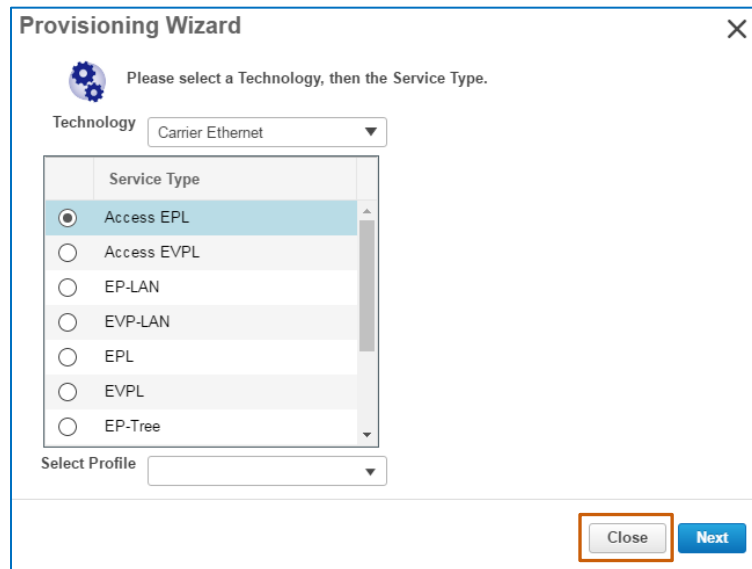 Provisioning Wizard
Please select a Technology, then the Service Type.
Technology
Carrier Ethernet
Service Type
Access EPL
Access EVPL
EP-LAN
EVP-LAN
EPL
EVPL
EP-Tree
Select Profile
Close
Next